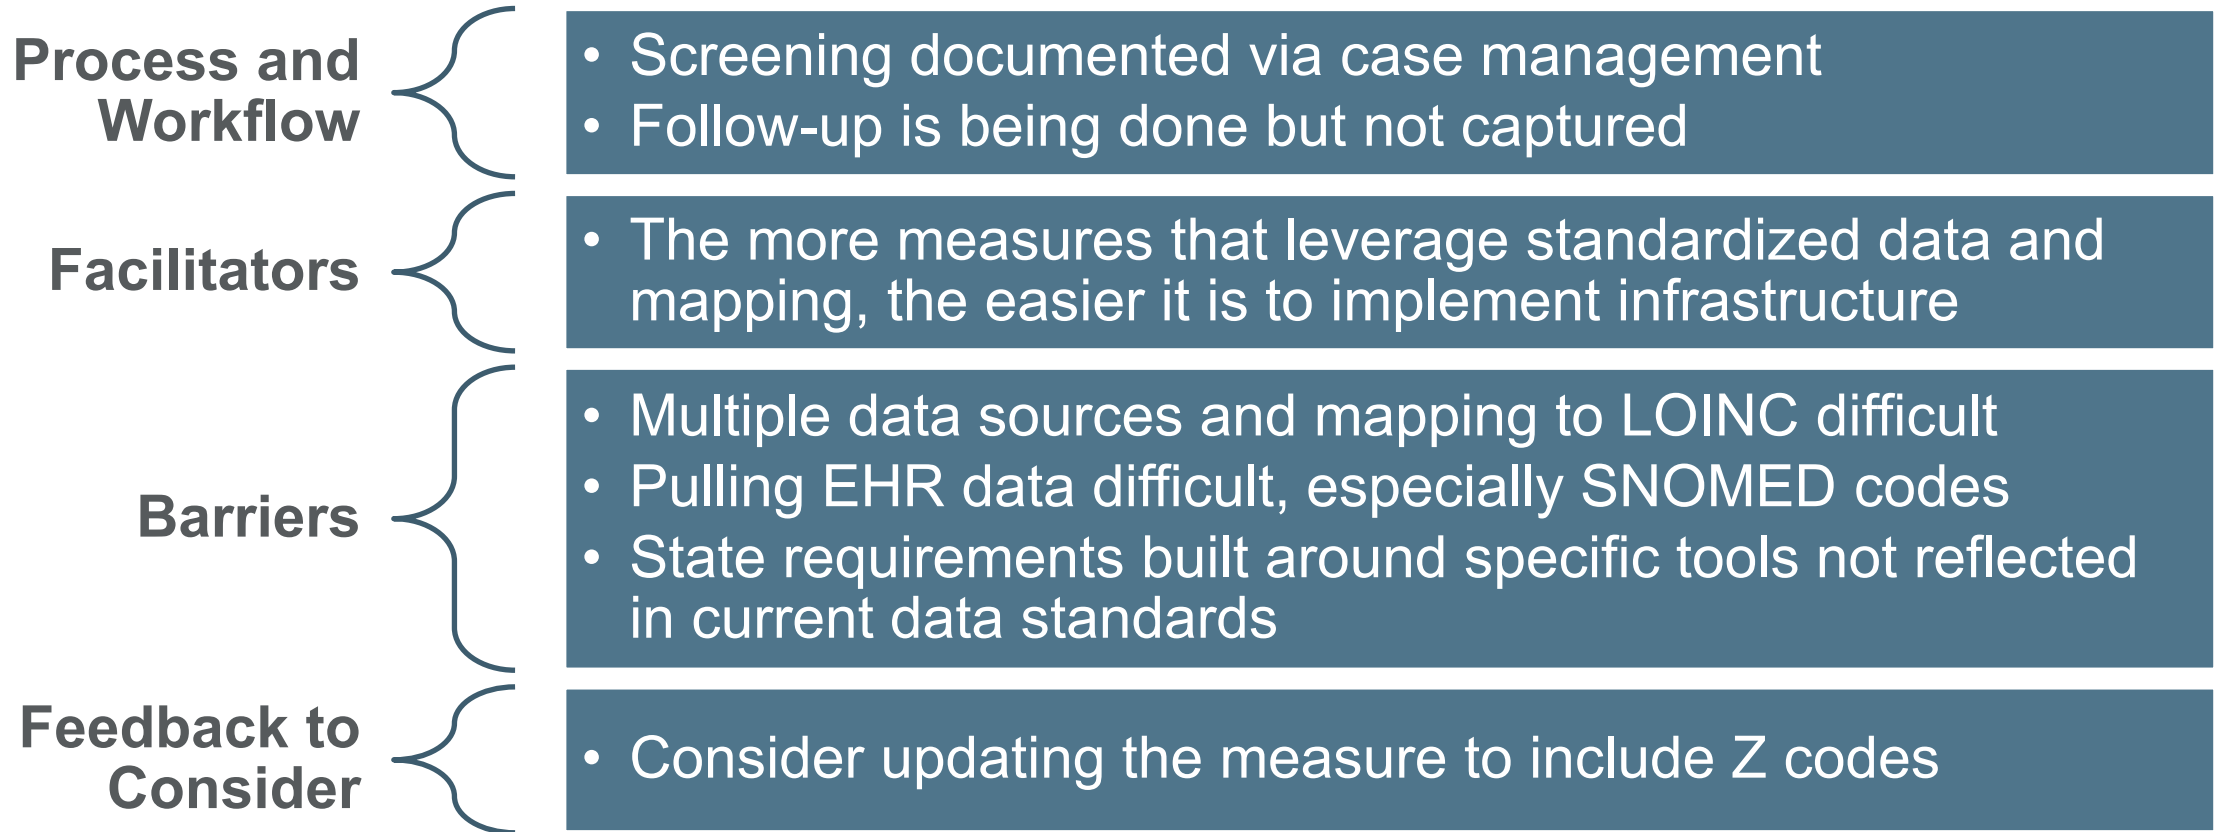 Process and
Workflow
• Screening documented via case management
• Follow-up is being done but not captured
Facilitators
• The more measures that leverage standardized data and
mapping, the easier it is to implement infrastructure
Barriers
• Multiple data sources and mapping to LOINC difficult
• Pulling EHR data difficult, especially SNOMED codes
• State requirements built around specific tools not reflected
in current data standards
Feedback to
Consider
• Consider updating the measure to include Z codes